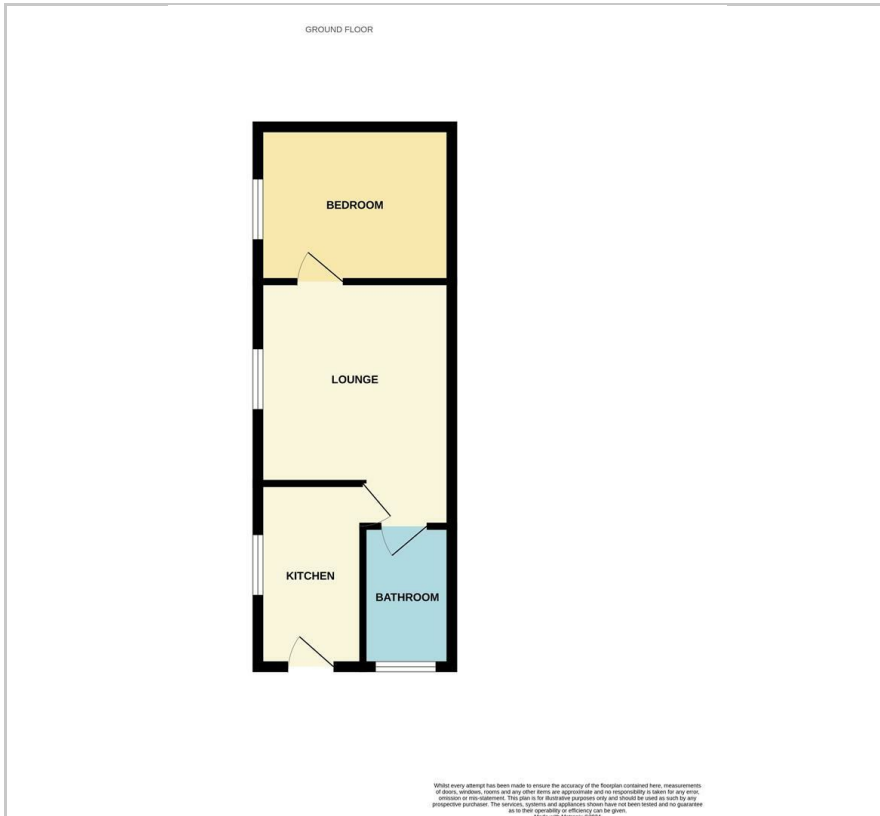 GROUND FLOOR
BEDROOM
LOUNGE
KITCHEN
BATHROOM
Whilst every attempt has been made to ensure the accuracy of the floorplan contained here, measurements
of doors, windows, rooms and any other items are approximate and no responsibility is taken for any error,
omission or mis-statement. This plan is for illustrative purposes only and should be used as such by any
prospective purchaser. The services, systems and appliances shown have not been tested and no guarantee
as to their operability or efficiency can be given.
Made with